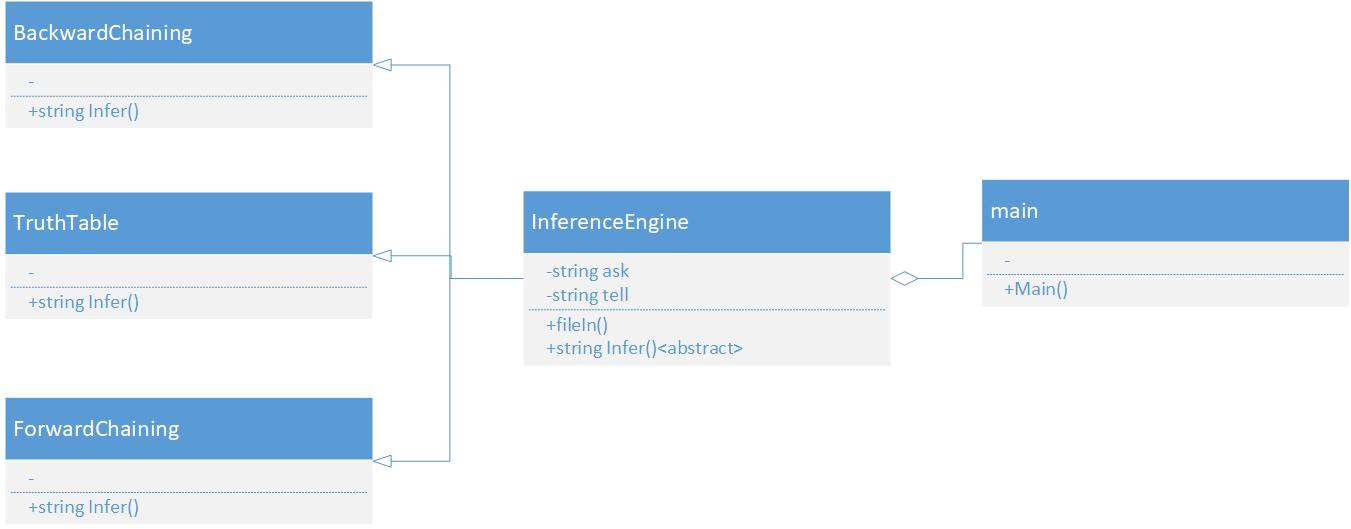 BackwardChaining
-
+string Infer()
TruthTable
-
+string Infer()
ForwardChaining
-
+string Infer()
InferenceEngine
-string ask
-string tell
+fileIn()
+string Infer()<abstract>
main
-
+Main()